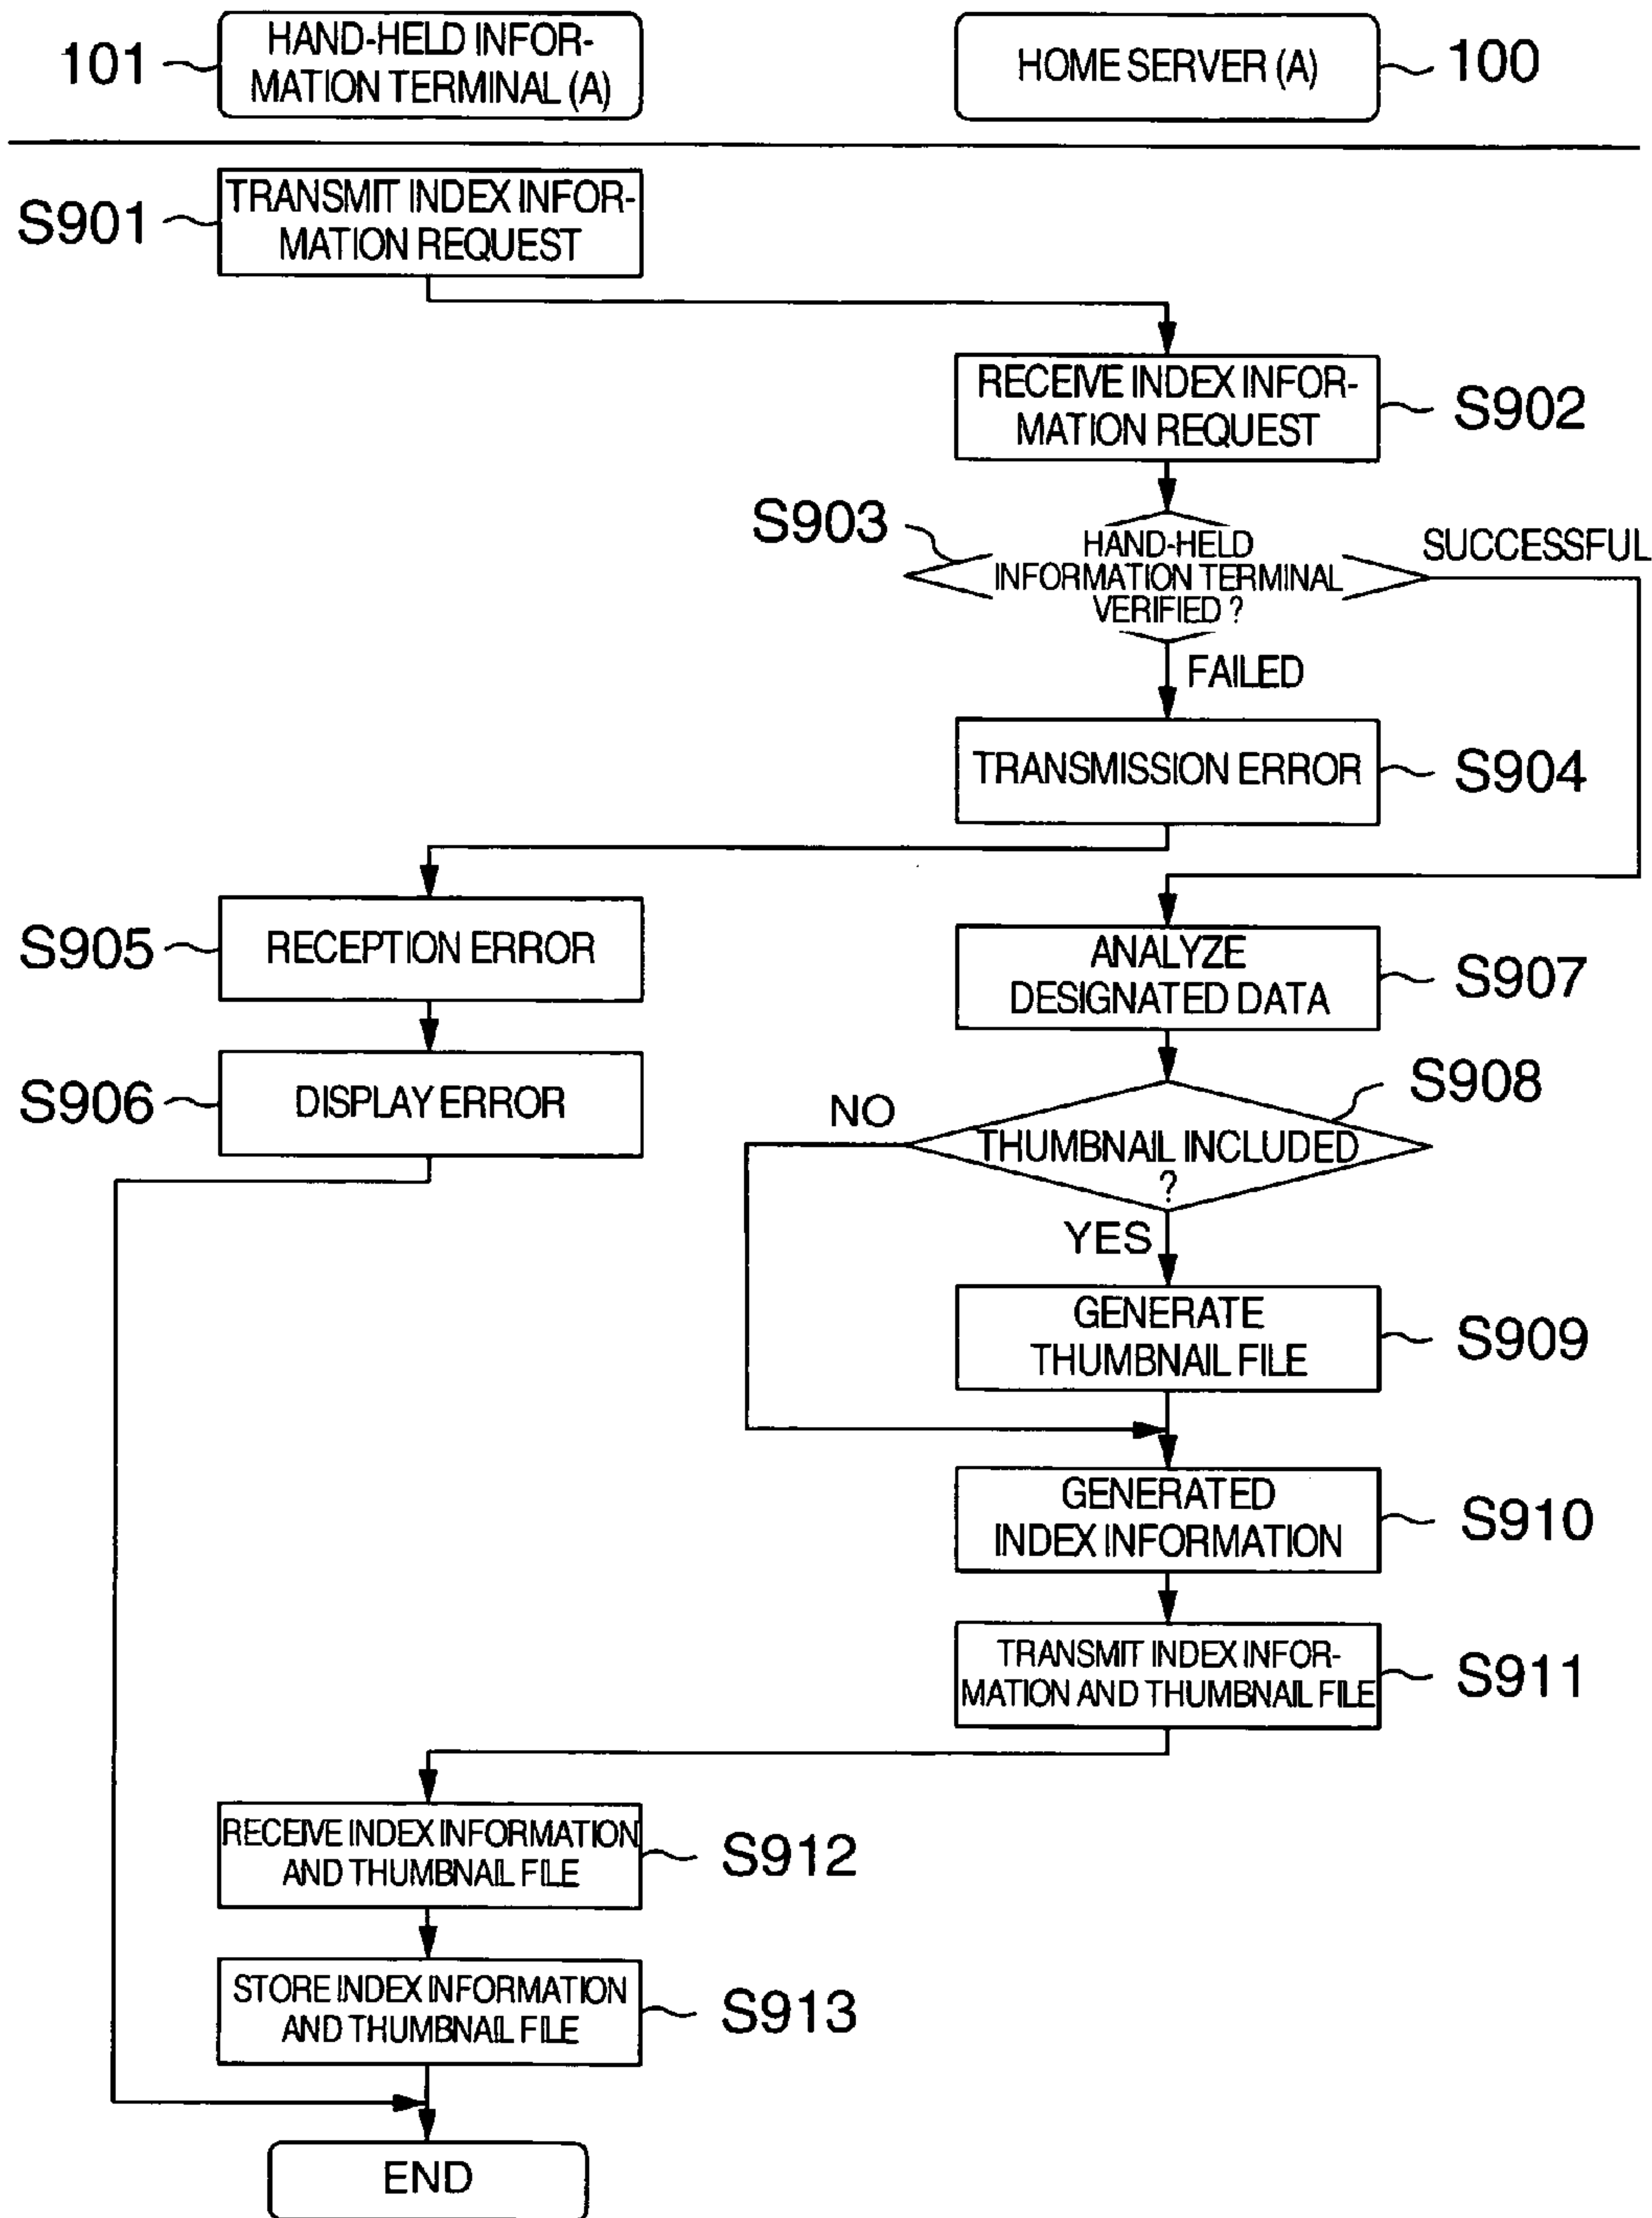 101
HAND-HELD INFOR-
MATION TERMINAL (A)
HOME SERVER (A)
100
S901
TRANSMIT INDEX INFOR-
MATION REQUEST
RECEIVE INDEX INFOR-
MATION REQUEST
S902
S903
HAND-HELD
INFORMATION TERMINAL
VERIFIED ?
SUCCESSFUL
FAILED
TRANSMISSION ERROR
S904
S905
RECEPTION ERROR
ANALYZE
DESIGNATED DATA
S907
S906
DISPLAY ERROR
S908
NO
THUMBNAIL INCLUDED
?
YES
GENERATE
THUMBNAIL FILE
S909
GENERATED
INDEX INFORMATION
S910
TRANSMIT INDEX INFOR-
MATION AND THUMBNAIL FILE
S911
RECEIVE INDEX INFORMATION
AND THUMBNAIL FILE
S912
STORE INDEX INFORMATION
AND THUMBNAIL FILE
S913
END